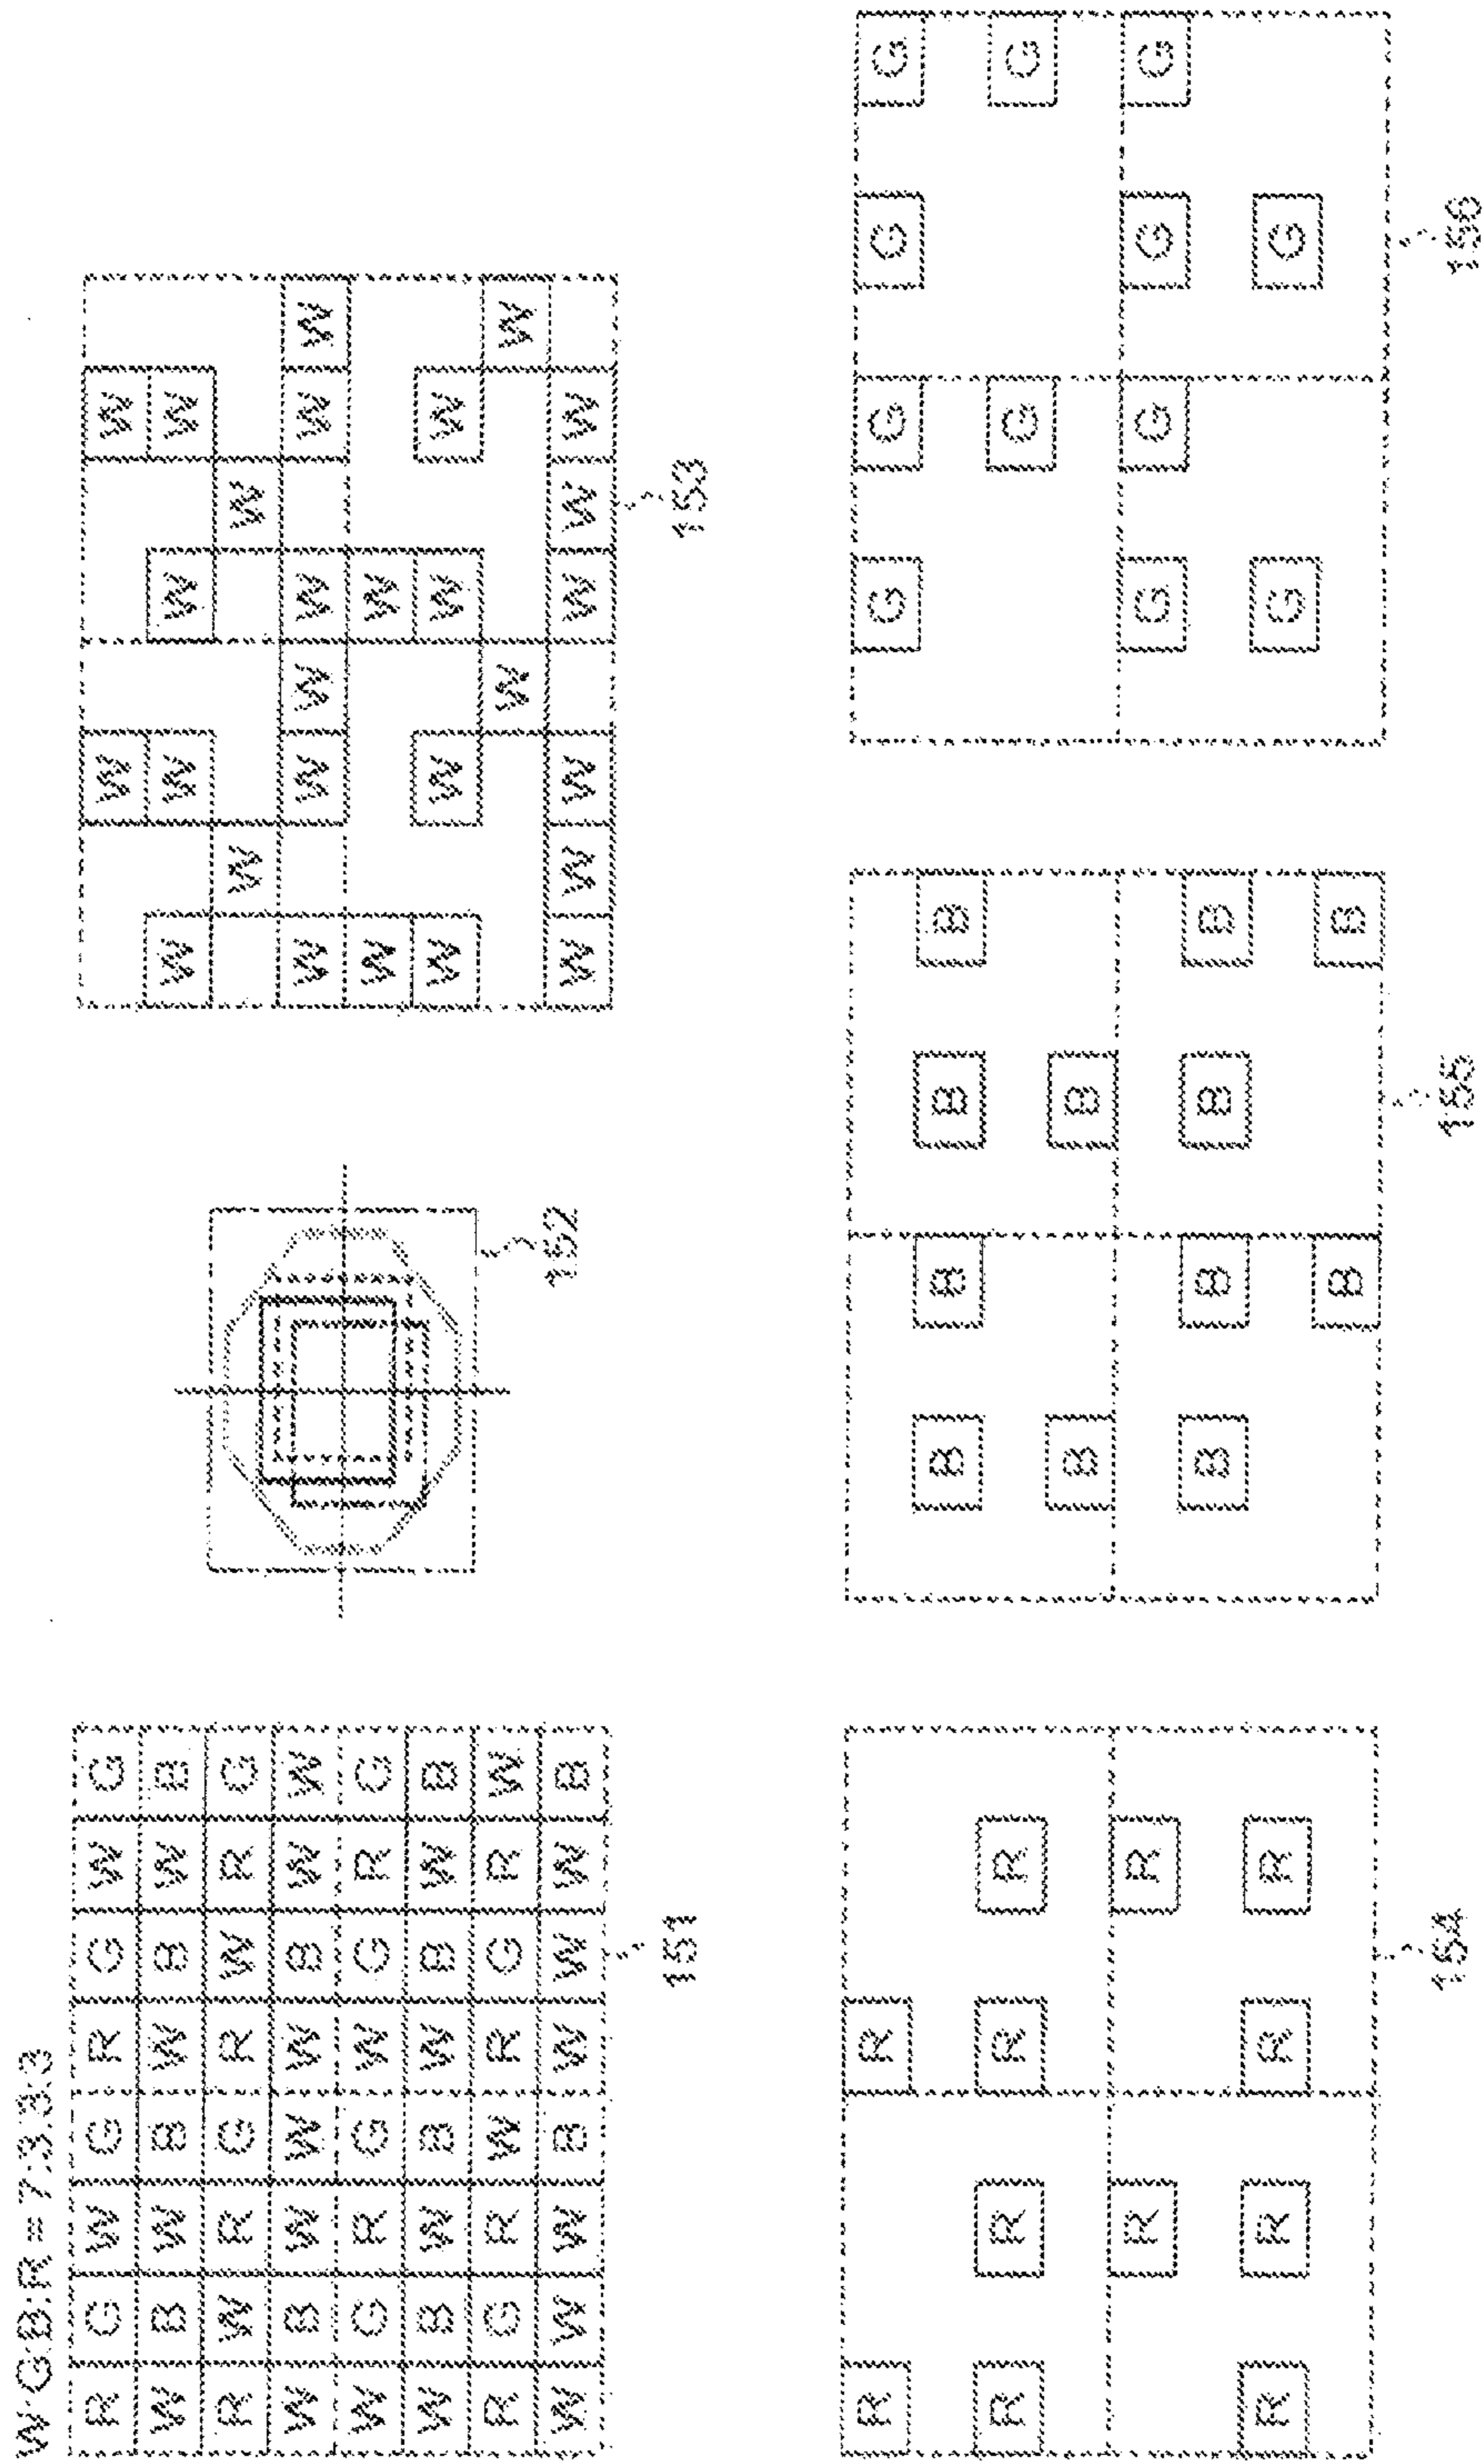 W:G:B:R = 7:3:3:3
R G W G R G W G
W B W B W B W B
R W R G R W R G
W B W W W B W W
W G R G W G R G
W B W B W B W B
R G R W R G R W
W W W B W W W B
151
152
W W
W W W W
W W
W W W W W W
W W
W W W W
W W
W W W W W W
153
R R
R R R R
R R
R R R R
154
B B B B
B B
B B B B
B B
155
G G G G
G G
G G G G
G G
156